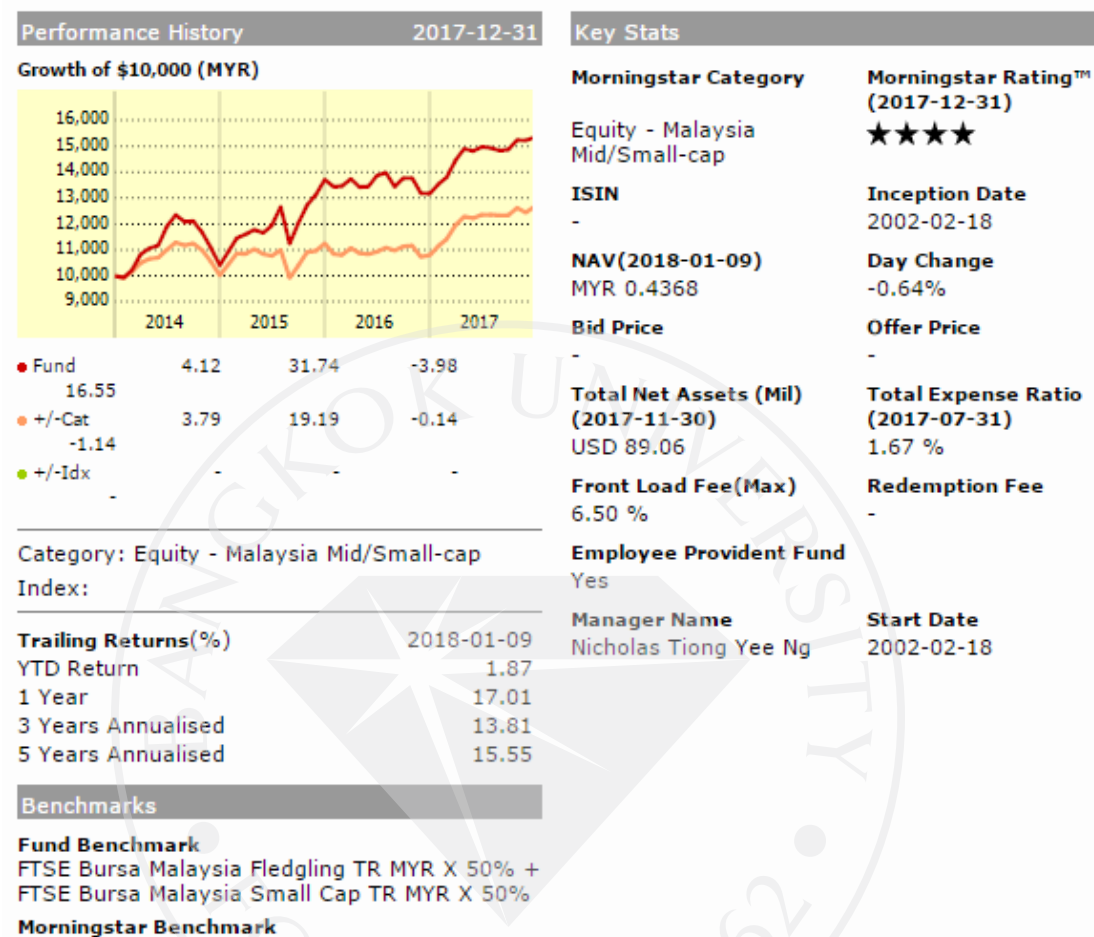 Performance History 2017-12-31
Growth of $10,000 (MYR)
16,000
15,000
14,000
13,000
12,000
11,000
10,000
9,000
2014 2015 2016 2017
Fund 4.12 31.74 -3.98
16.55
+/-Cat 3.79 19.19 -0.14
-1.14
+/-Idx - - -
-
Category: Equity - Malaysia Mid/Small-cap
Index:
Trailing Returns(%) 2018-01-09
YTD Return 1.87
1 Year 17.01
3 Years Annualised 13.81
5 Years Annualised 15.55
Benchmarks
Fund Benchmark
FTSE Bursa Malaysia Fledgling TR MYR X 50% +
FTSE Bursa Malaysia Small Cap TR MYR X 50%
Morningstar Benchmark
Key Stats
Morningstar Category Morningstar Rating™
(2017-12-31)
Equity - Malaysia ★★★★
Mid/Small-cap
ISIN Inception Date
- 2002-02-18
NAV(2018-01-09) Day Change
MYR 0.4368 -0.64%
Bid Price Offer Price
- -
Total Net Assets (Mil) Total Expense Ratio
(2017-11-30) (2017-07-31)
USD 89.06 1.67 %
Front Load Fee(Max) Redemption Fee
6.50 % -
Employee Provident Fund
Yes
Manager Name Start Date
Nicholas Tiong Yee Ng 2002-02-18
BANGKOK UNIVERSITY